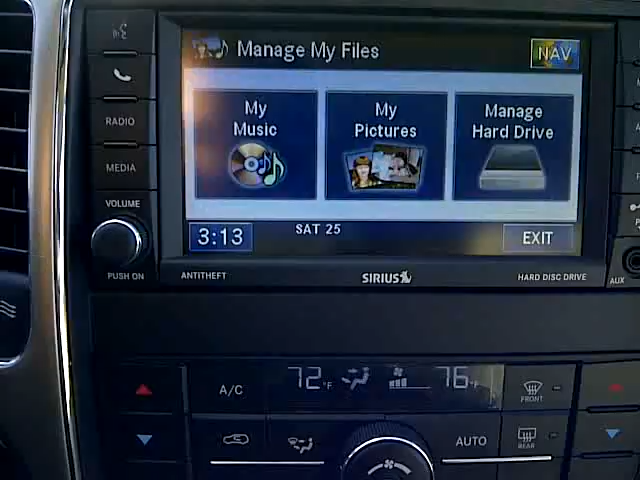 Manage My Files
NAV
My
Music
My
Pictures
Manage
Hard Drive
3:13
SAT 25
EXIT
RADIO
MEDIA
VOLUME
PUSH ON
ANTITHEFT
SIRIUS
HARD DISC DRIVE
AUX
72°F
76°F
A/C
FRONT
AUTO
REAR